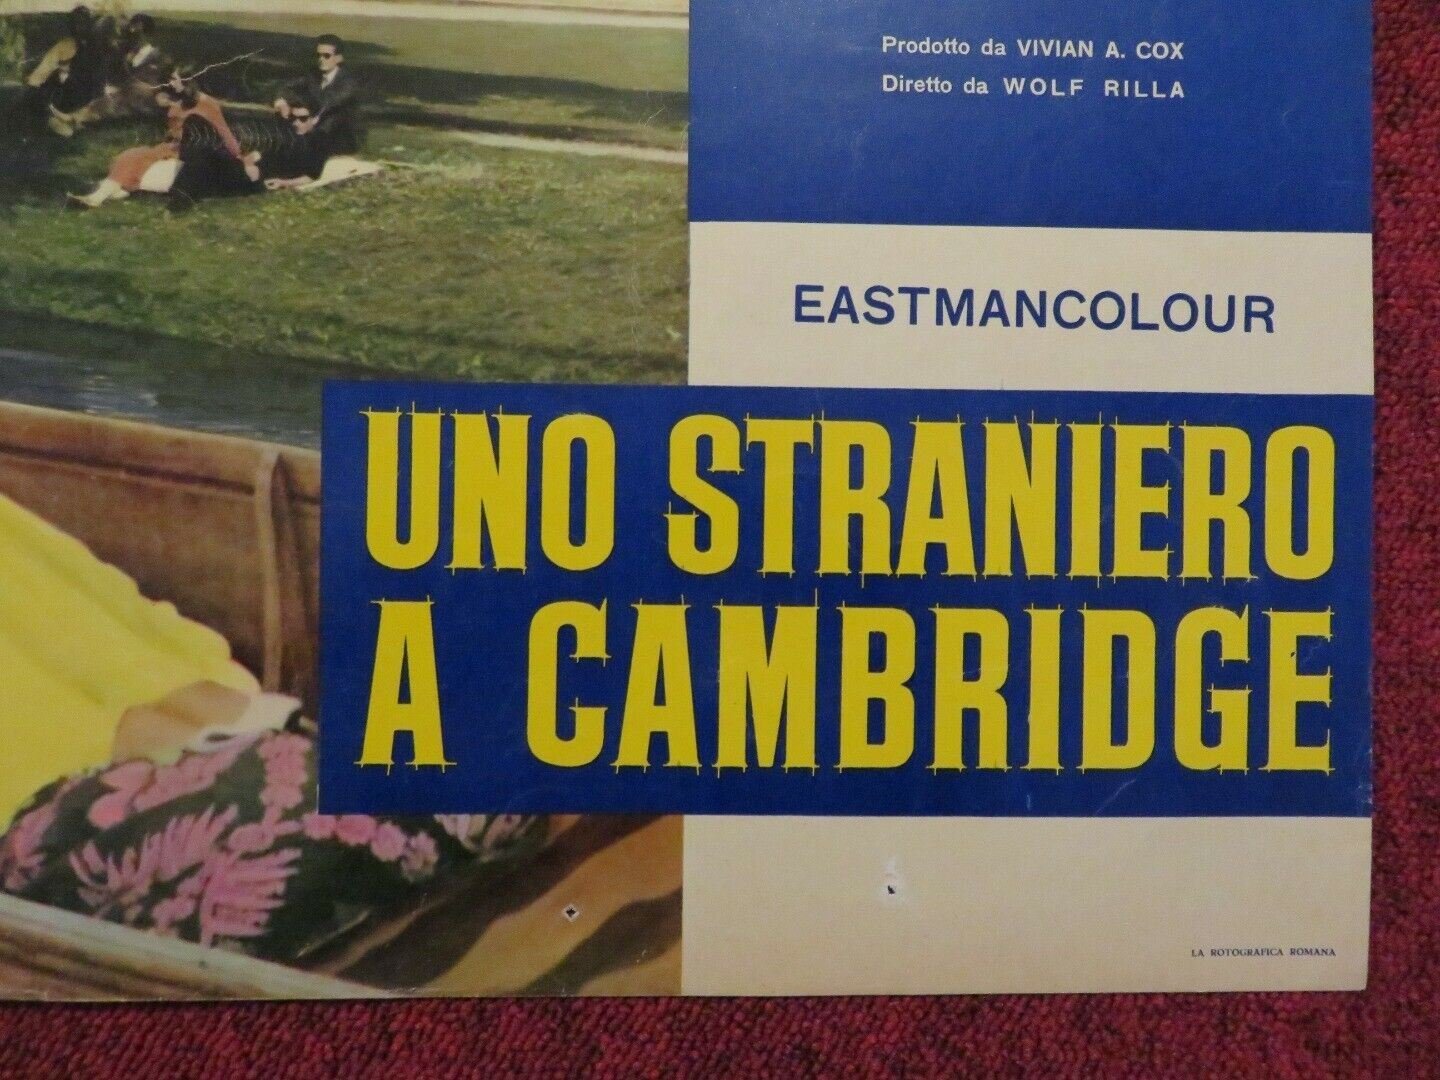 Prodotto da VIVIAN A. COX
Diretto da WOLF RILLA
EASTMANCOLOUR
UNO STRANIERO
A CAMBRIDGE
LA ROTOGRAFICA ROMANA